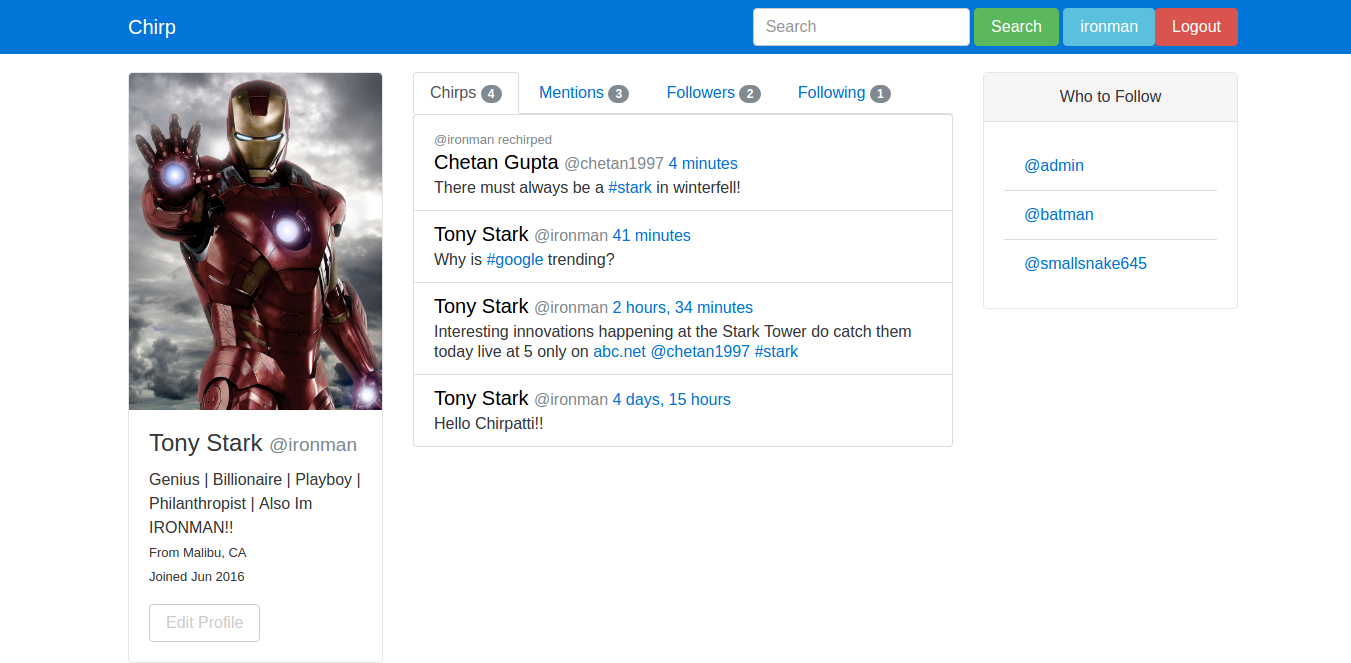 Chirp
Search
Search
ironman
Logout
Tony Stark @ironman
Genius | Billionaire | Playboy |
Philanthropist | Also Im
IRONMAN!!
From Malibu, CA
Joined Jun 2016
Edit Profile
Chirps 4
Mentions 3
Followers 2
Following 1
@ironman rechirped
Chetan Gupta @chetan1997 4 minutes
There must always be a #stark in winterfell!
Tony Stark @ironman 41 minutes
Why is #google trending?
Tony Stark @ironman 2 hours, 34 minutes
Interesting innovations happening at the Stark Tower do catch them
today live at 5 only on abc.net @chetan1997 #stark
Tony Stark @ironman 4 days, 15 hours
Hello Chirpatti!!
Who to Follow
@admin
@batman
@smallsnake645